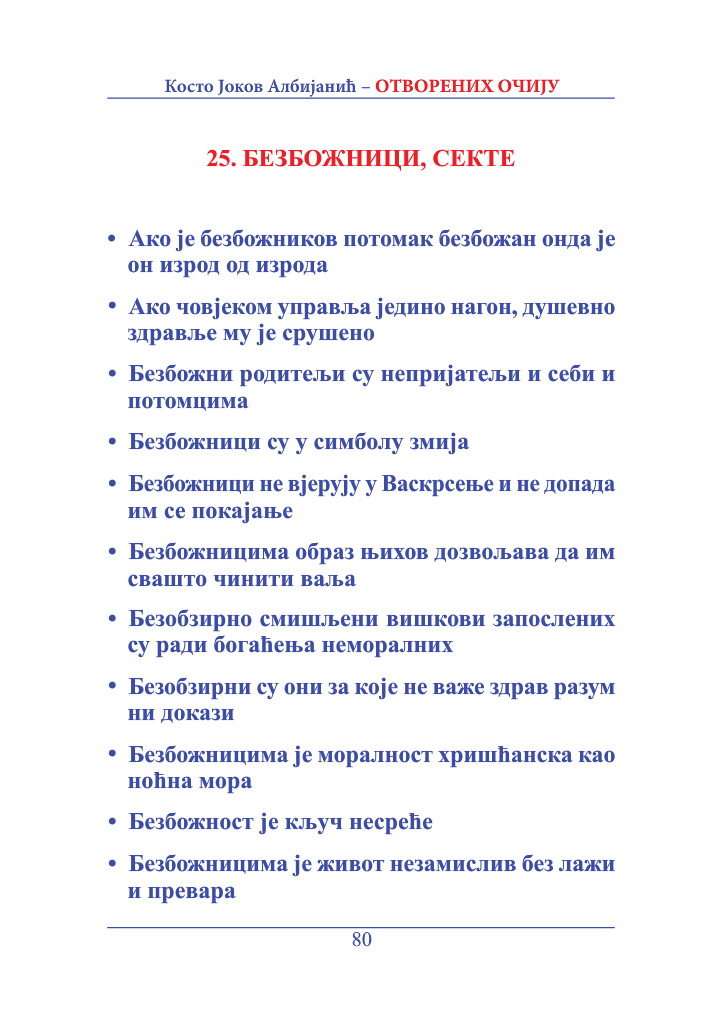 Косто Јоков Албијанић – ОТВОРЕНИХ ОЧИЈУ
25. БЕЗБОЖНИЦИ, СЕКТЕ
• Ако је безбожников потомак безбожан онда је
он изрод од изрода
• Ако човјеком управља једино нагон, душевно
здравље му је срушено
• Безбожни родитељи су непријатељи и себи и
потомцима
• Безбожници су у симболу змија
• Безбожници не вјерују у Васкрсење и не допада
им се покајање
• Безбожницима образ њихов дозвољава да им
свашто чинити ваља
• Безобзирно смишљени вишкови запослених
су ради богаћења неморалних
• Безобзирни су они за које не важе здрав разум
ни докази
• Безбожницима је моралност хришћанска као
ноћна мора
• Безбожност је кључ несреће
• Безбожницима је живот незамислив без лажи
и превара
80